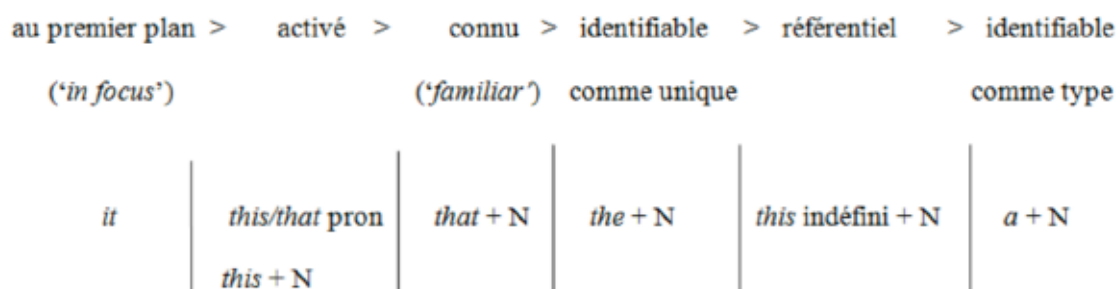 au premier plan > activé > connu > identifiable > référentiel > identifiable
('in focus') ('familiar') comme unique comme type
it this/that pron that + N the + N this indéfini + N a + N
this + N